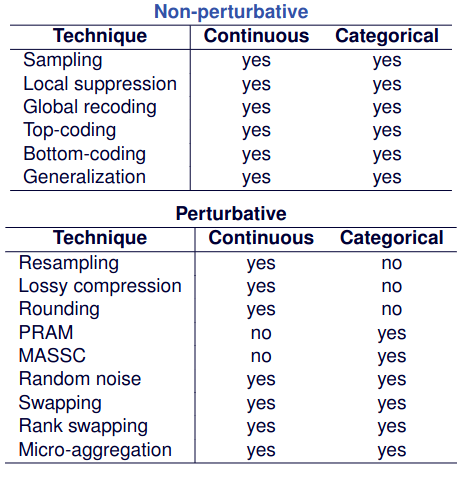 Non-perturbative
Technique Continuous Categorical
Sampling yes yes
Local suppression yes yes
Global recoding yes yes
Top-coding yes yes
Bottom-coding yes yes
Generalization yes yes
Perturbative
Technique Continuous Categorical
Resampling yes no
Lossy compression yes no
Rounding yes no
PRAM no yes
MASSC no yes
Random noise yes yes
Swapping yes yes
Rank swapping yes yes
Micro-aggregation yes yes